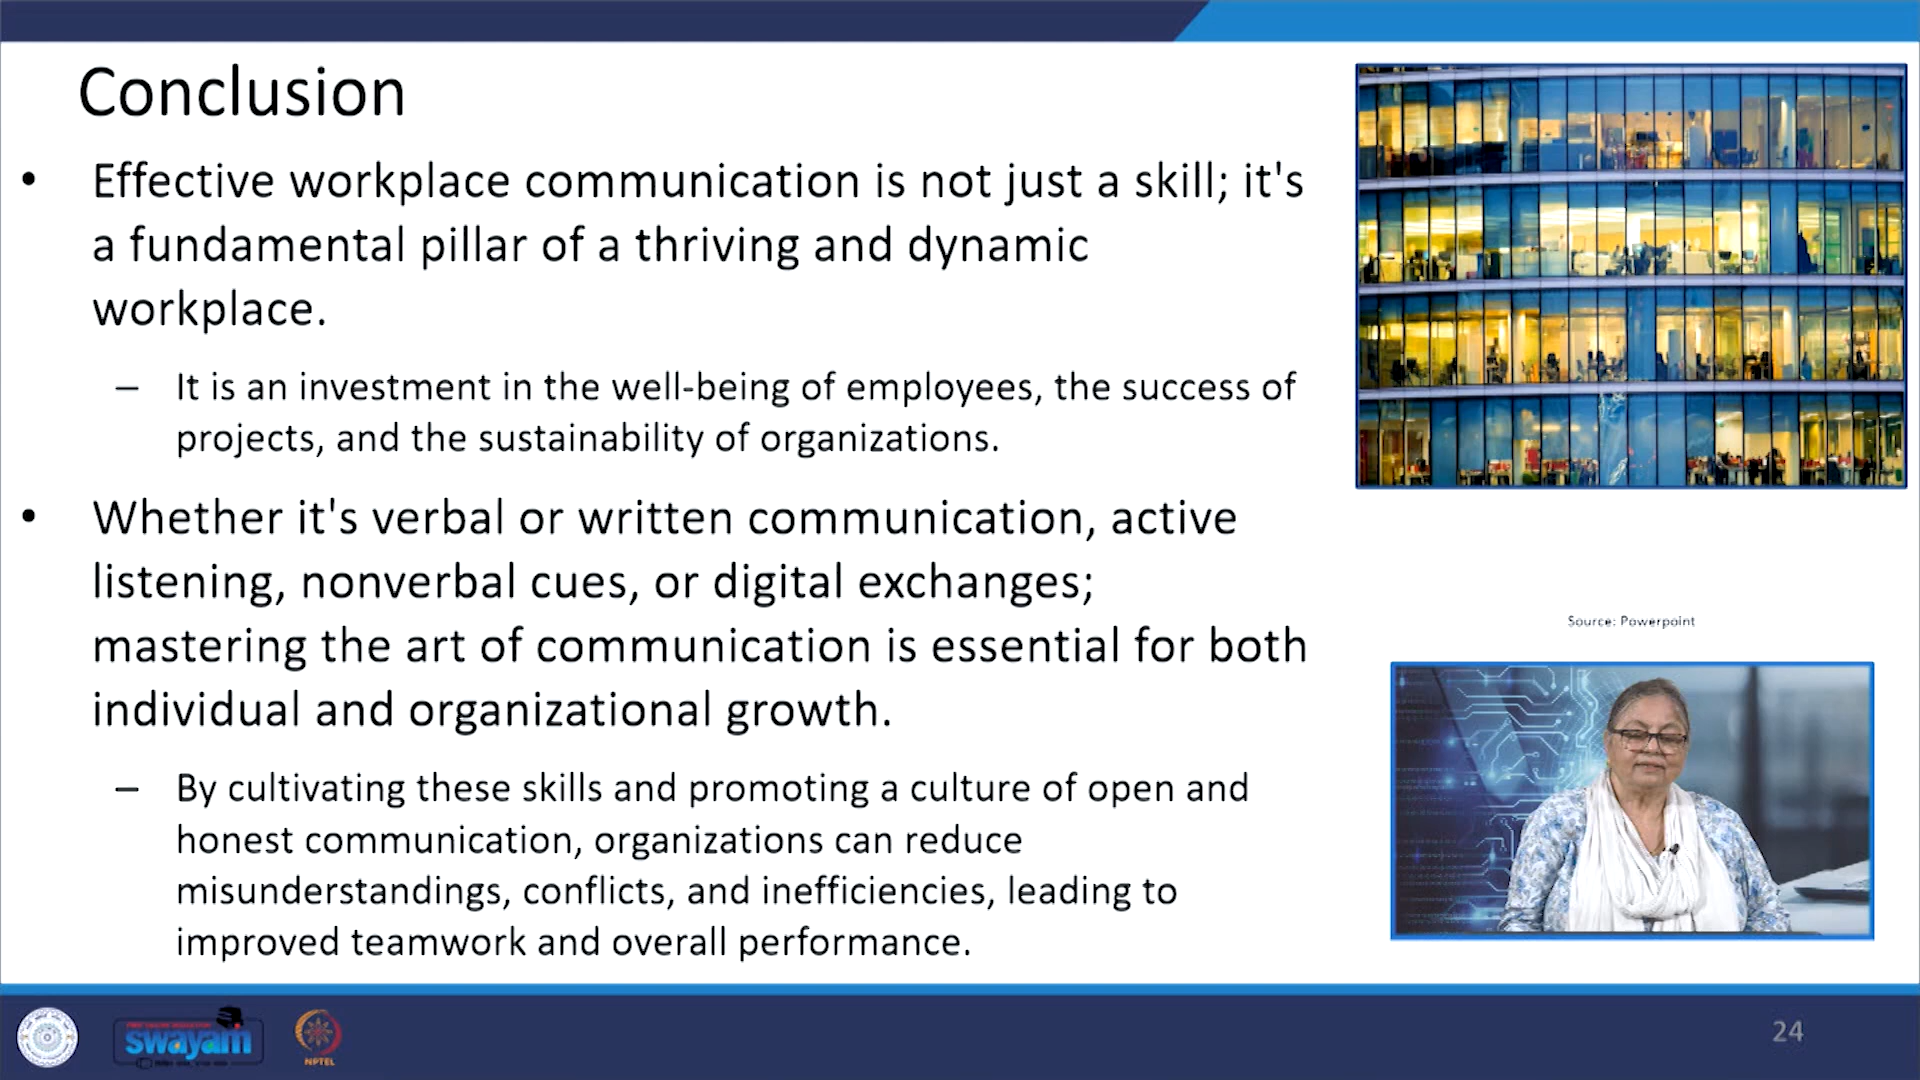 Conclusion
• Effective workplace communication is not just a skill; it's
a fundamental pillar of a thriving and dynamic
workplace.
– It is an investment in the well-being of employees, the success of
projects, and the sustainability of organizations.
• Whether it's verbal or written communication, active
listening, nonverbal cues, or digital exchanges;
mastering the art of communication is essential for both
individual and organizational growth.
– By cultivating these skills and promoting a culture of open and
honest communication, organizations can reduce
misunderstandings, conflicts, and inefficiencies, leading to
improved teamwork and overall performance.
Source: Powerpoint
swayam
NPTEL
24